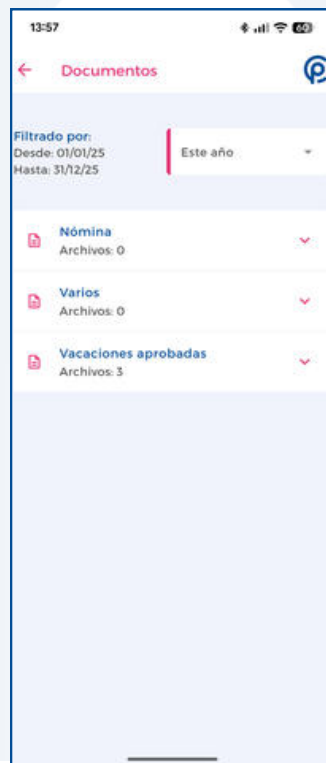 13:57
60
Documentos
Filtrado por:
Desde: 01/01/25
Hasta: 31/12/25
Este año
Nómina
Archivos: 0
Varios
Archivos: 0
Vacaciones aprobadas
Archivos: 3